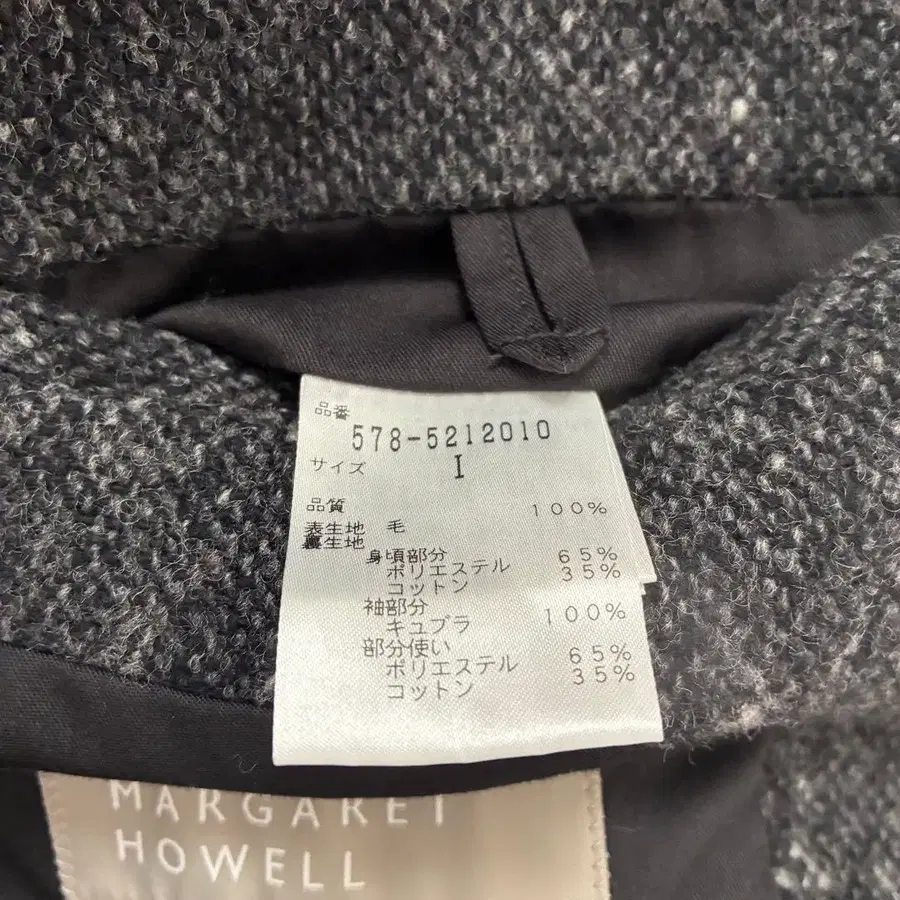 品番
578-5212010
サイズ I
品質
表生地 毛 100%
裏生地
身頃部分
ポリエステル 65%
コットン 35%
袖部分
キュプラ 100%
部分使い
ポリエステル 65%
コットン 35%
MARGARET
HOWELL